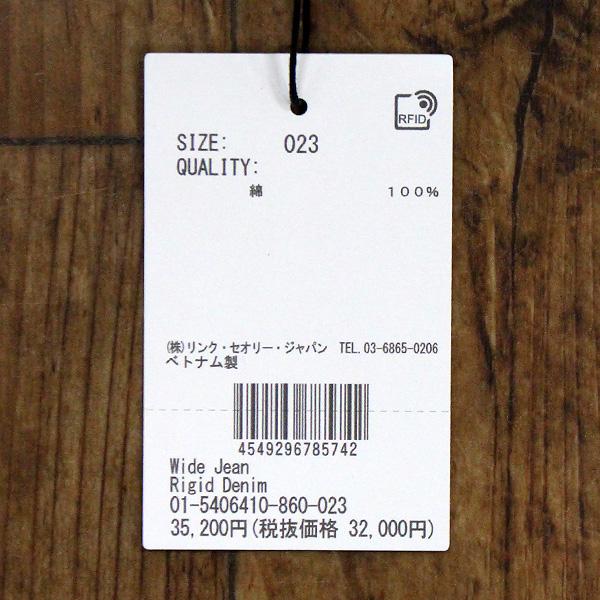 RFID
SIZE: 023
QUALITY:
綿 100%
(株)リンク・セオリー・ジャパン TEL.03-6865-0206
ベトナム製
4549296785742
Wide Jean
Rigid Denim
01-5406410-860-023
35,200円(税抜価格 32,000円)